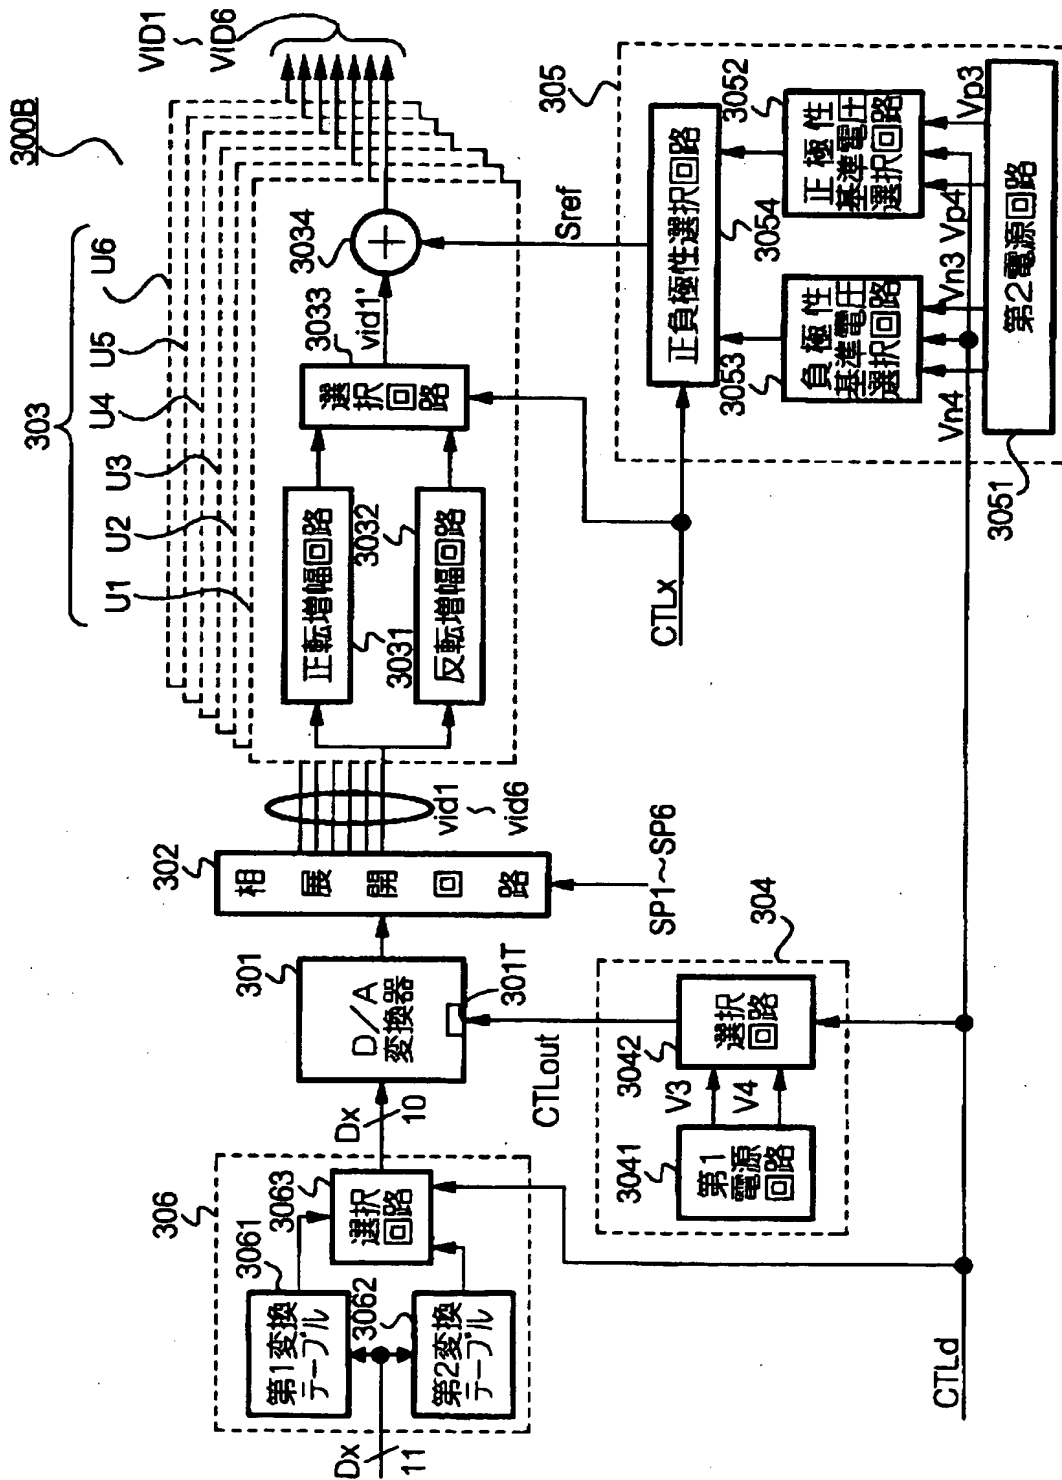 300B
303
U1
U2
U3
U4
U5
U6
VID1
～
VID6
306
Dx
11
3061
第1変換
テーブル
3062
第2変換
テーブル
3063
選択
回路
Dx
10
301
D/A
変換器
301T
CTLout
302
相展開回路
SP1～SP6
vid1
～
vid6
正転増幅回路
3031
反転増幅回路
3032
3033
選択
回路
vid1'
3034
Sref
304
3041
第1
電源
回路
V3
V4
3042
選択
回路
CTLx
CTLd
305
正負極性選択回路
3054
3053
負極性
基準電圧
選択回路
3052
正極性
基準電圧
選択回路
Vn4
Vn3
Vp4
Vp3
3051
第2電源回路